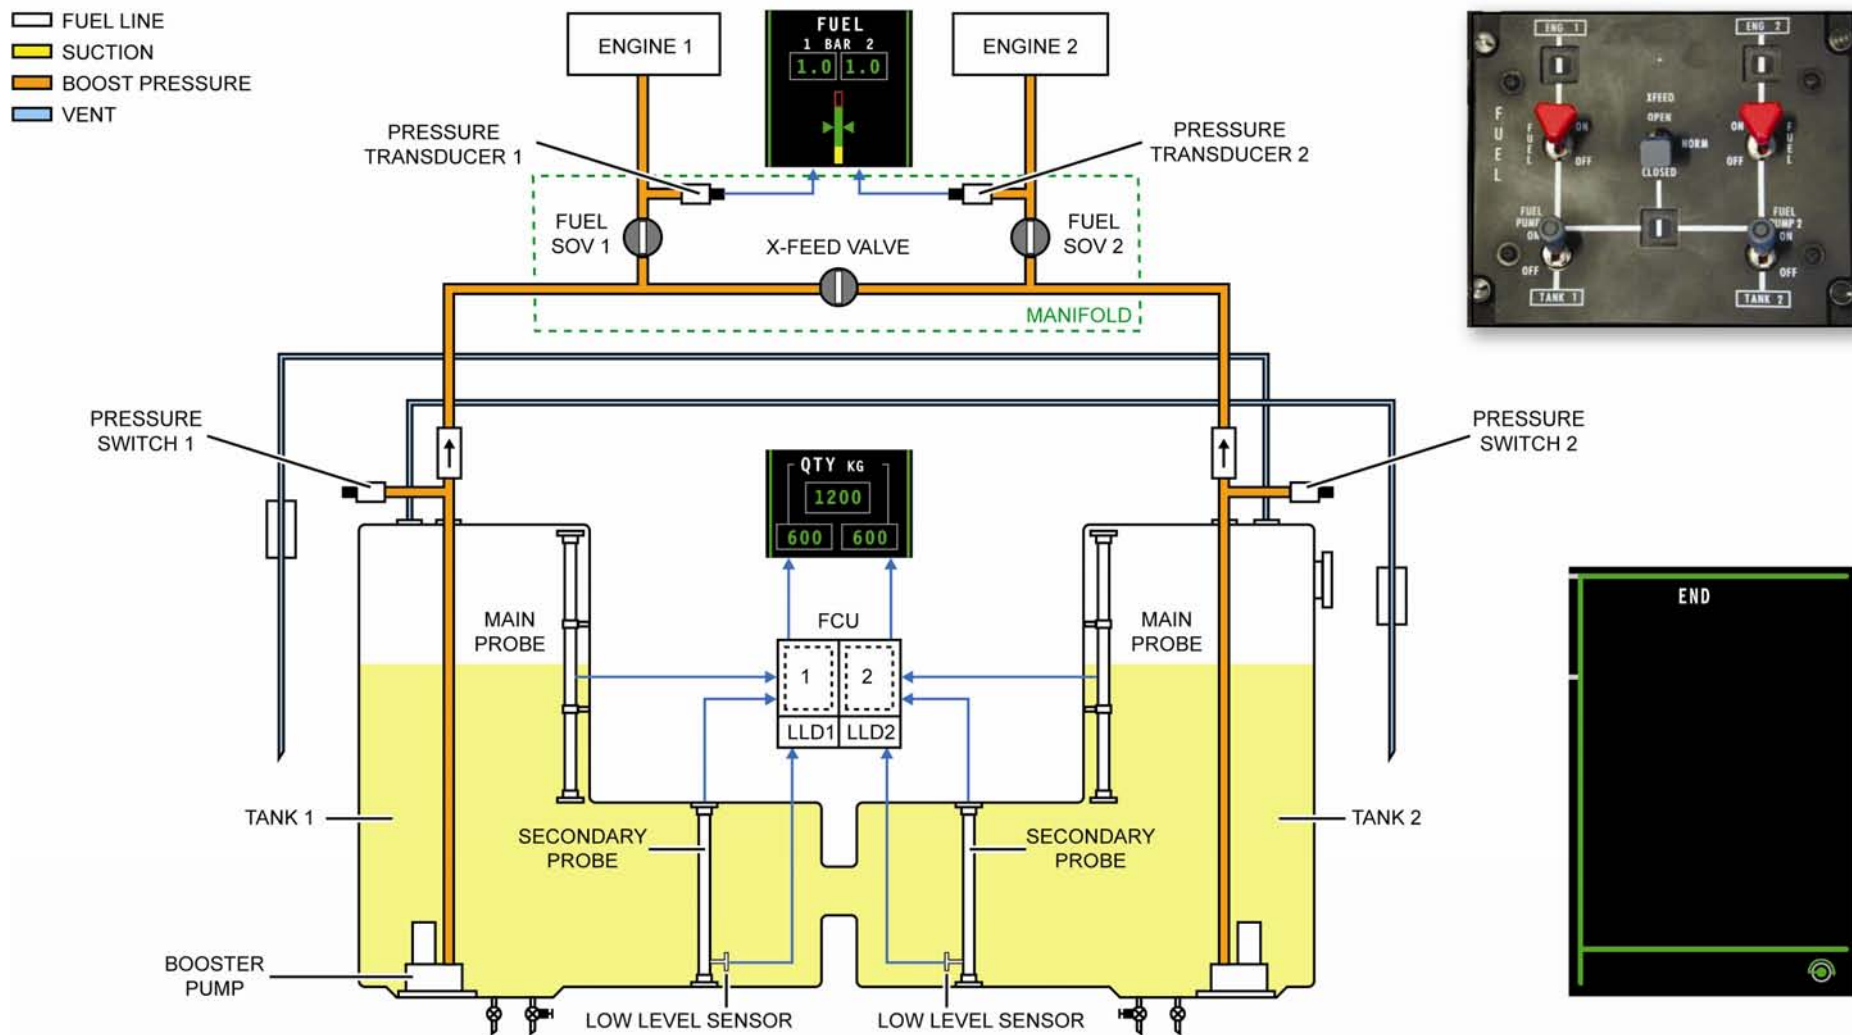 FUEL LINE
SUCTION
BOOST PRESSURE
VENT
ENGINE 1
FUEL
1 BAR 2
1.0 1.0
ENGINE 2
PRESSURE
TRANSDUCER 1
PRESSURE
TRANSDUCER 2
FUEL
SOV 1
X-FEED VALVE
FUEL
SOV 2
MANIFOLD
ENG 1
ENG 2
FUEL
XFEED
OPEN
NORM
CLOSED
FUEL
ON
OFF
ON
OFF
FUEL
FUEL
PUMP
ON
OFF
FUEL
PUMP 2
ON
OFF
TANK 1
TANK 2
PRESSURE
SWITCH 1
PRESSURE
SWITCH 2
QTY KG
1200
600 600
MAIN
PROBE
FCU
1 2
LLD1 LLD2
MAIN
PROBE
END
TANK 1
SECONDARY
PROBE
SECONDARY
PROBE
TANK 2
BOOSTER
PUMP
LOW LEVEL SENSOR
LOW LEVEL SENSOR